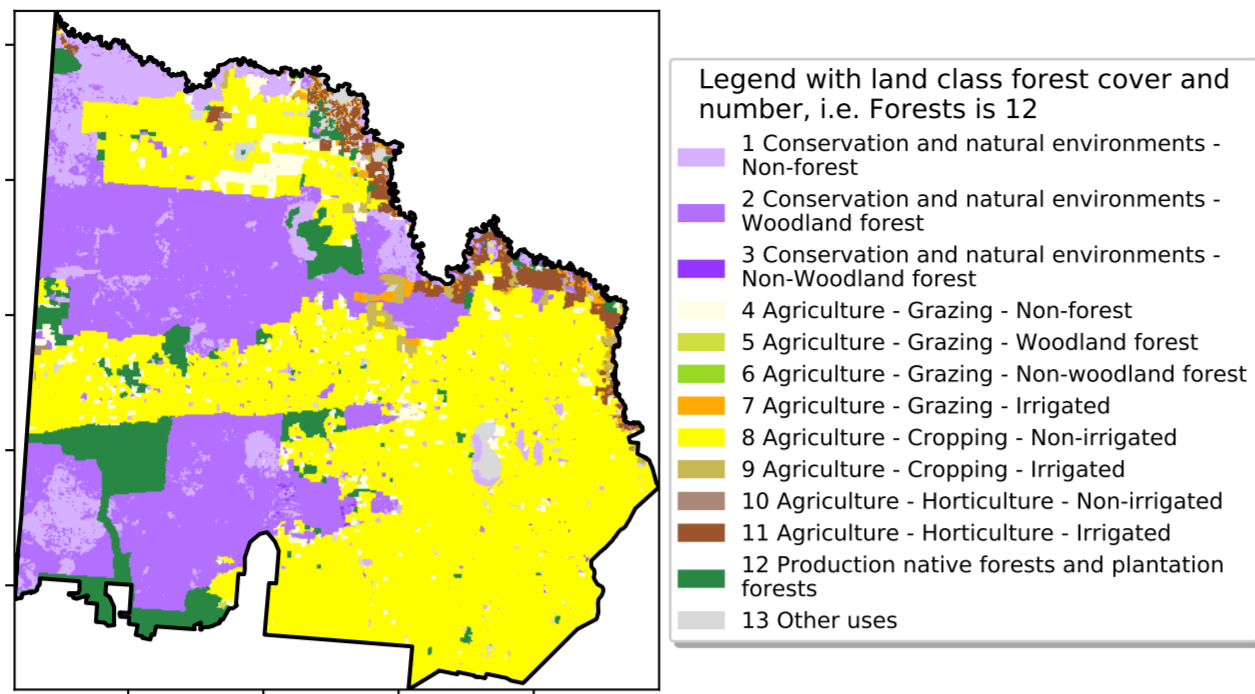 Legend with land class forest cover and
number, i.e. Forests is 12
1 Conservation and natural environments -
Non-forest
2 Conservation and natural environments -
Woodland forest
3 Conservation and natural environments -
Non-Woodland forest
4 Agriculture - Grazing - Non-forest
5 Agriculture - Grazing - Woodland forest
6 Agriculture - Grazing - Non-woodland forest
7 Agriculture - Grazing - Irrigated
8 Agriculture - Cropping - Non-irrigated
9 Agriculture - Cropping - Irrigated
10 Agriculture - Horticulture - Non-irrigated
11 Agriculture - Horticulture - Irrigated
12 Production native forests and plantation
forests
13 Other uses